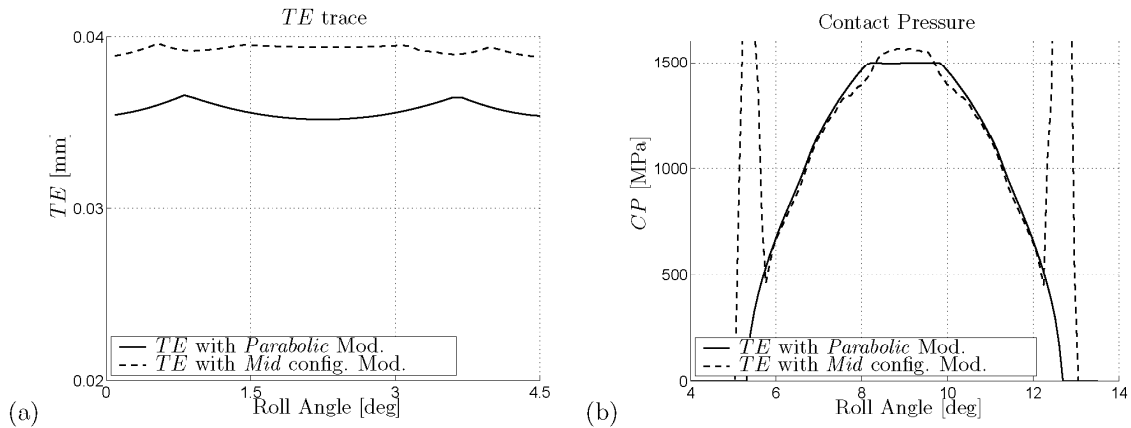 TE trace
0.04
0.03
0.02
TE [mm]
TE with Parabolic Mod.
TE with Mid config. Mod.
0
1.5
3
4.5
Roll Angle [deg]
(a)
Contact Pressure
1500
1000
500
0
CP [MPa]
TE with Parabolic Mod.
TE with Mid config. Mod.
4
6
8
10
12
14
Roll Angle [deg]
(b)